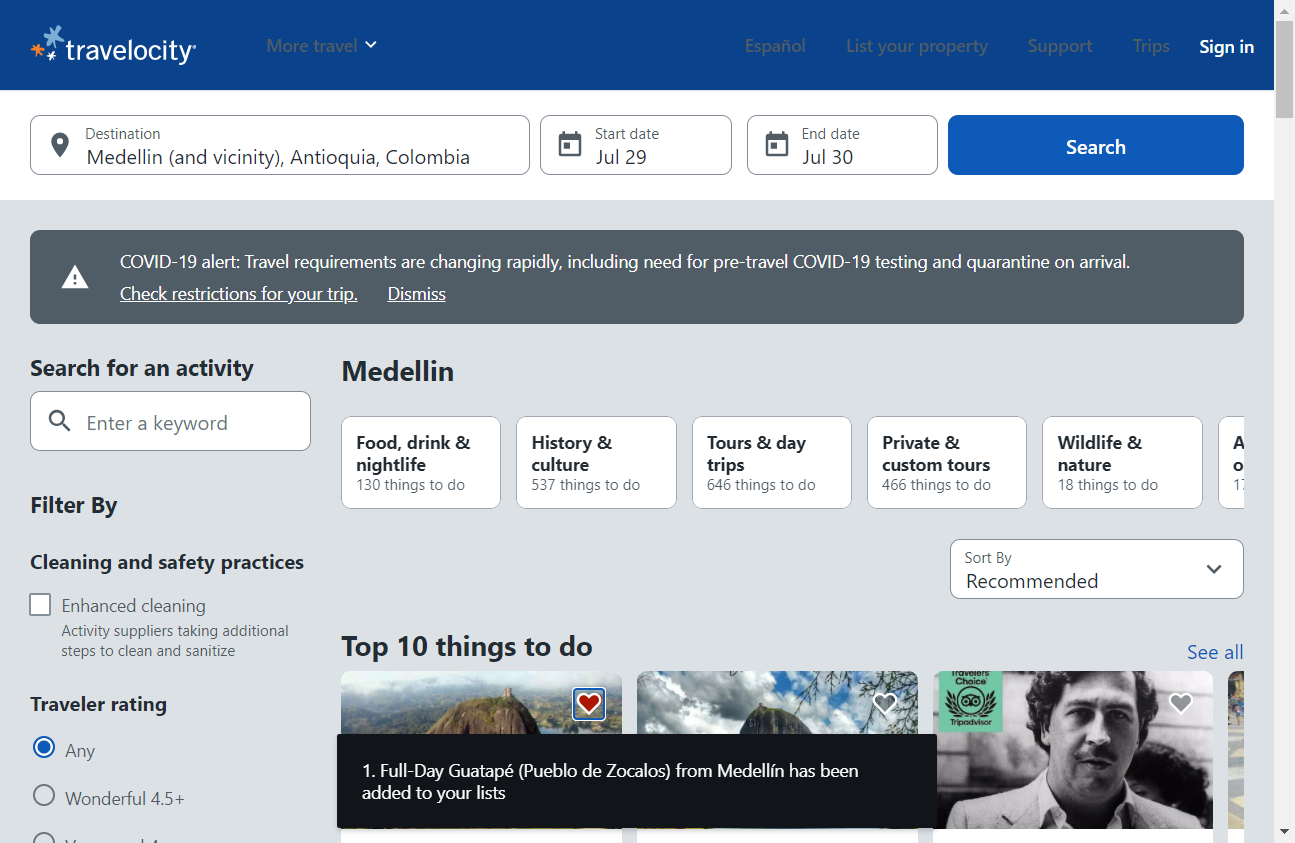 travelocity
More travel
Español
List your property
Support
Trips
Sign in
Destination
Medellin (and vicinity), Antioquia, Colombia
Start date
Jul 29
End date
Jul 30
Search
COVID-19 alert: Travel requirements are changing rapidly, including need for pre-travel COVID-19 testing and quarantine on arrival.
Check restrictions for your trip.
Dismiss
Search for an activity
Enter a keyword
Filter By
Cleaning and safety practices
Enhanced cleaning
Activity suppliers taking additional
steps to clean and sanitize
Traveler rating
Any
Wonderful 4.5+
Medellin
Food, drink &
nightlife
130 things to do
History &
culture
537 things to do
Tours & day
trips
646 things to do
Private &
custom tours
466 things to do
Wildlife &
nature
18 things to do
Sort By
Recommended
Top 10 things to do
See all
Travelers'
Choice
Tripadvisor
1. Full-Day Guatapé (Pueblo de Zocalos) from Medellín has been
added to your lists